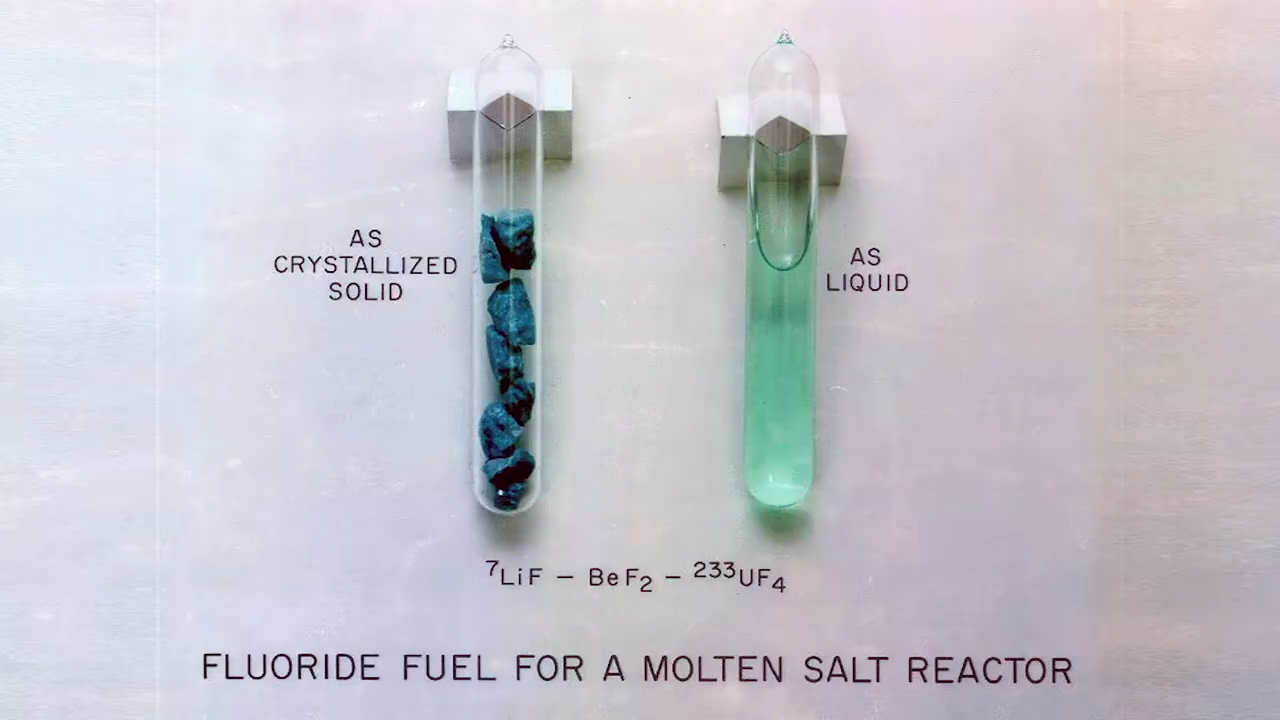 AS
CRYSTALLIZED
SOLID
AS
LIQUID
⁷LiF – BeF₂ – ²³³UF₄
FLUORIDE FUEL FOR A MOLTEN SALT REACTOR